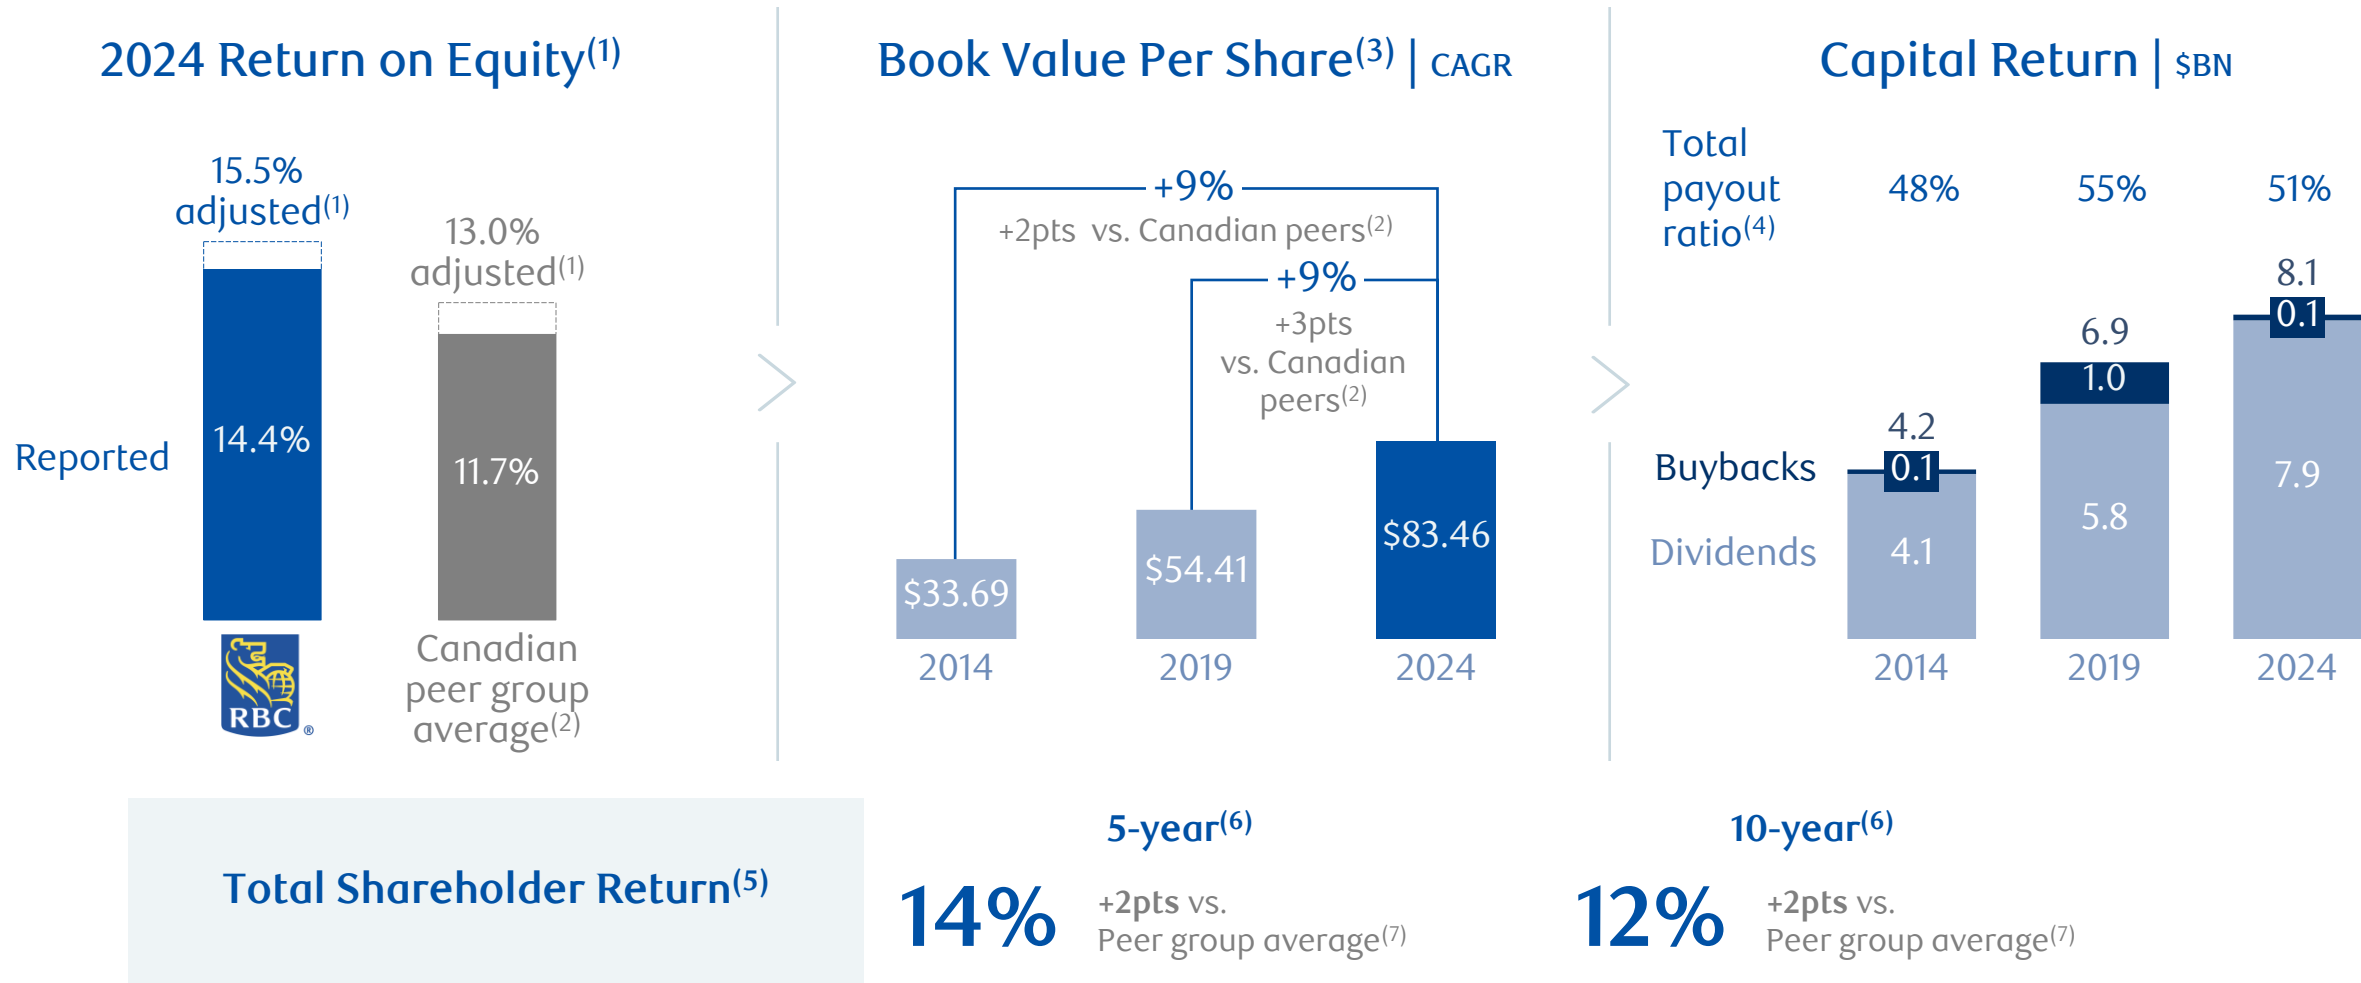 2024 Return on Equity(1)
15.5%
adjusted(1)
13.0%
adjusted(1)
Reported
14.4%
11.7%
RBC
®
Canadian
peer group
average(2)
Book Value Per Share(3) | CAGR
+9%
+2pts vs. Canadian peers(2)
+9%
+3pts
vs. Canadian
peers(2)
$33.69
$54.41
$83.46
2014
2019
2024
Capital Return | $BN
Total
payout
ratio(4)
48%
55%
51%
8.1
0.1
6.9
1.0
4.2
Buybacks
0.1
7.9
5.8
Dividends
4.1
2014
2019
2024
Total Shareholder Return(5)
5-year(6)
14%
+2pts vs.
Peer group average(7)
10-year(6)
12%
+2pts vs.
Peer group average(7)